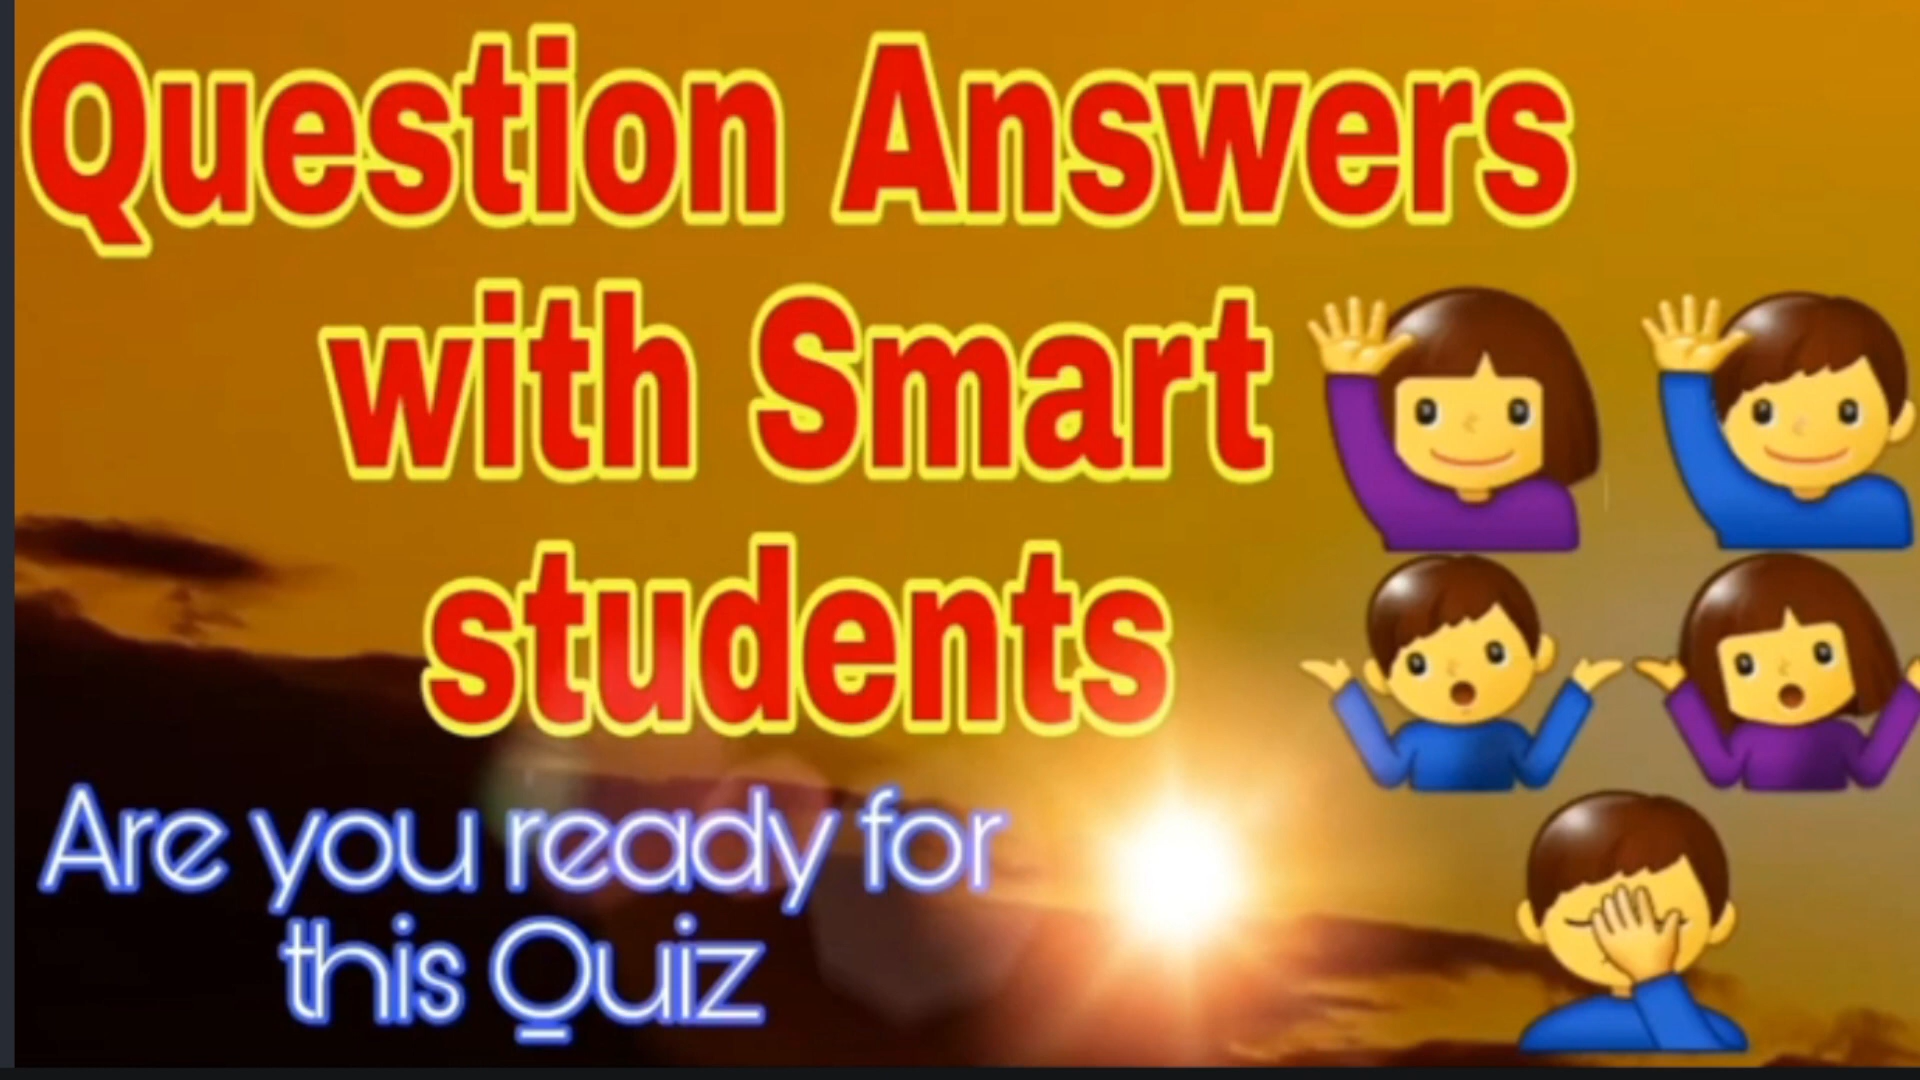 Question Answers
with Smart
students
Are you ready for
this Quiz